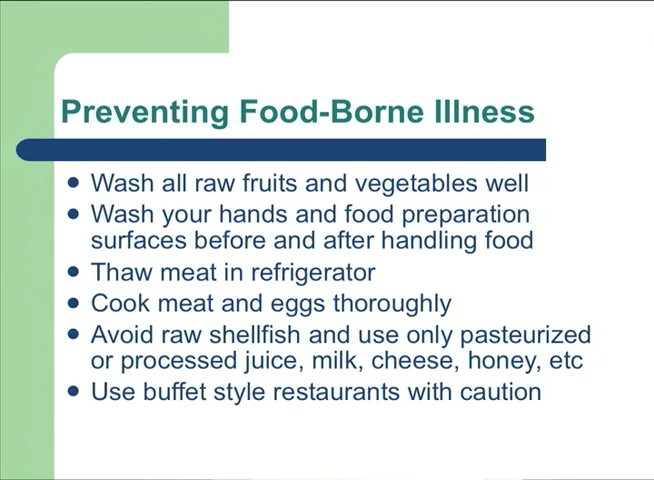 Preventing Food-Borne Illness
Wash all raw fruits and vegetables well
Wash your hands and food preparation
surfaces before and after handling food
Thaw meat in refrigerator
Cook meat and eggs thoroughly
Avoid raw shellfish and use only pasteurized
or processed juice, milk, cheese, honey, etc
Use buffet style restaurants with caution